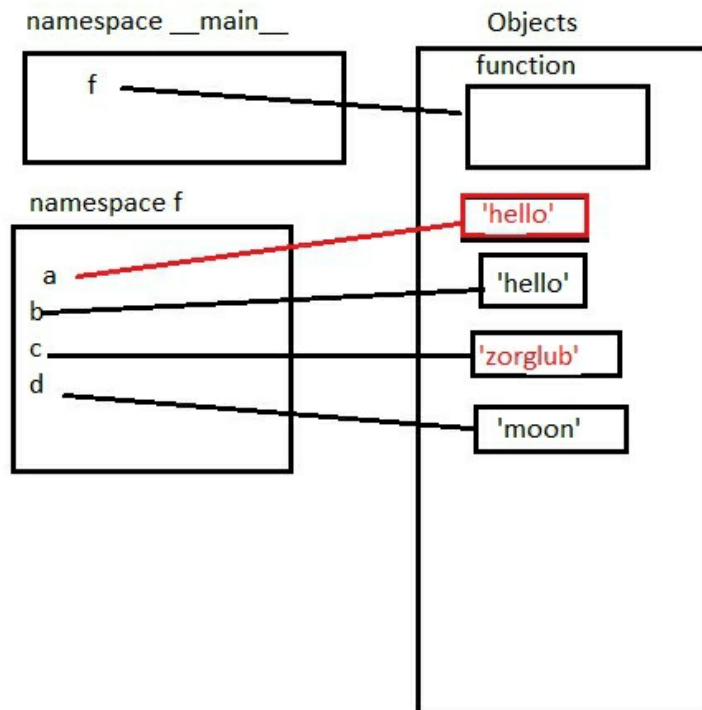 namespace __main__
Objects
function
f
namespace f
'hello'
a
'hello'
b
c
'zorglub'
d
'moon'